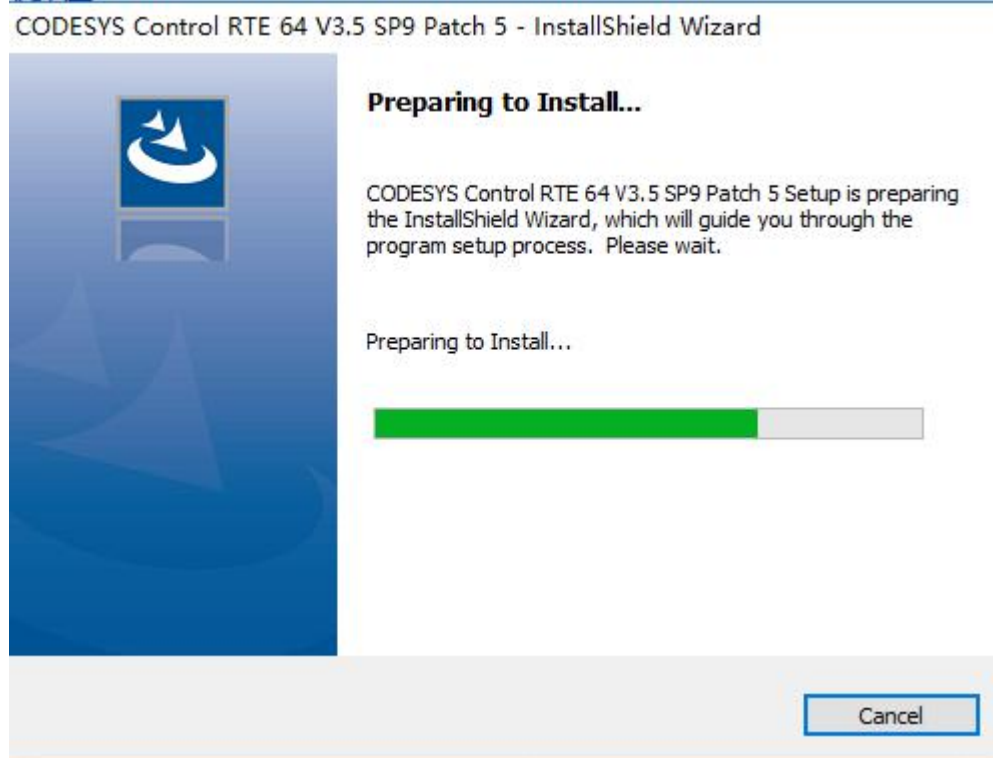 CODESYS Control RTE 64 V3.5 SP9 Patch 5 - InstallShield Wizard
Preparing to Install...
CODESYS Control RTE 64 V3.5 SP9 Patch 5 Setup is preparing
the InstallShield Wizard, which will guide you through the
program setup process.  Please wait.
Preparing to Install...
Cancel